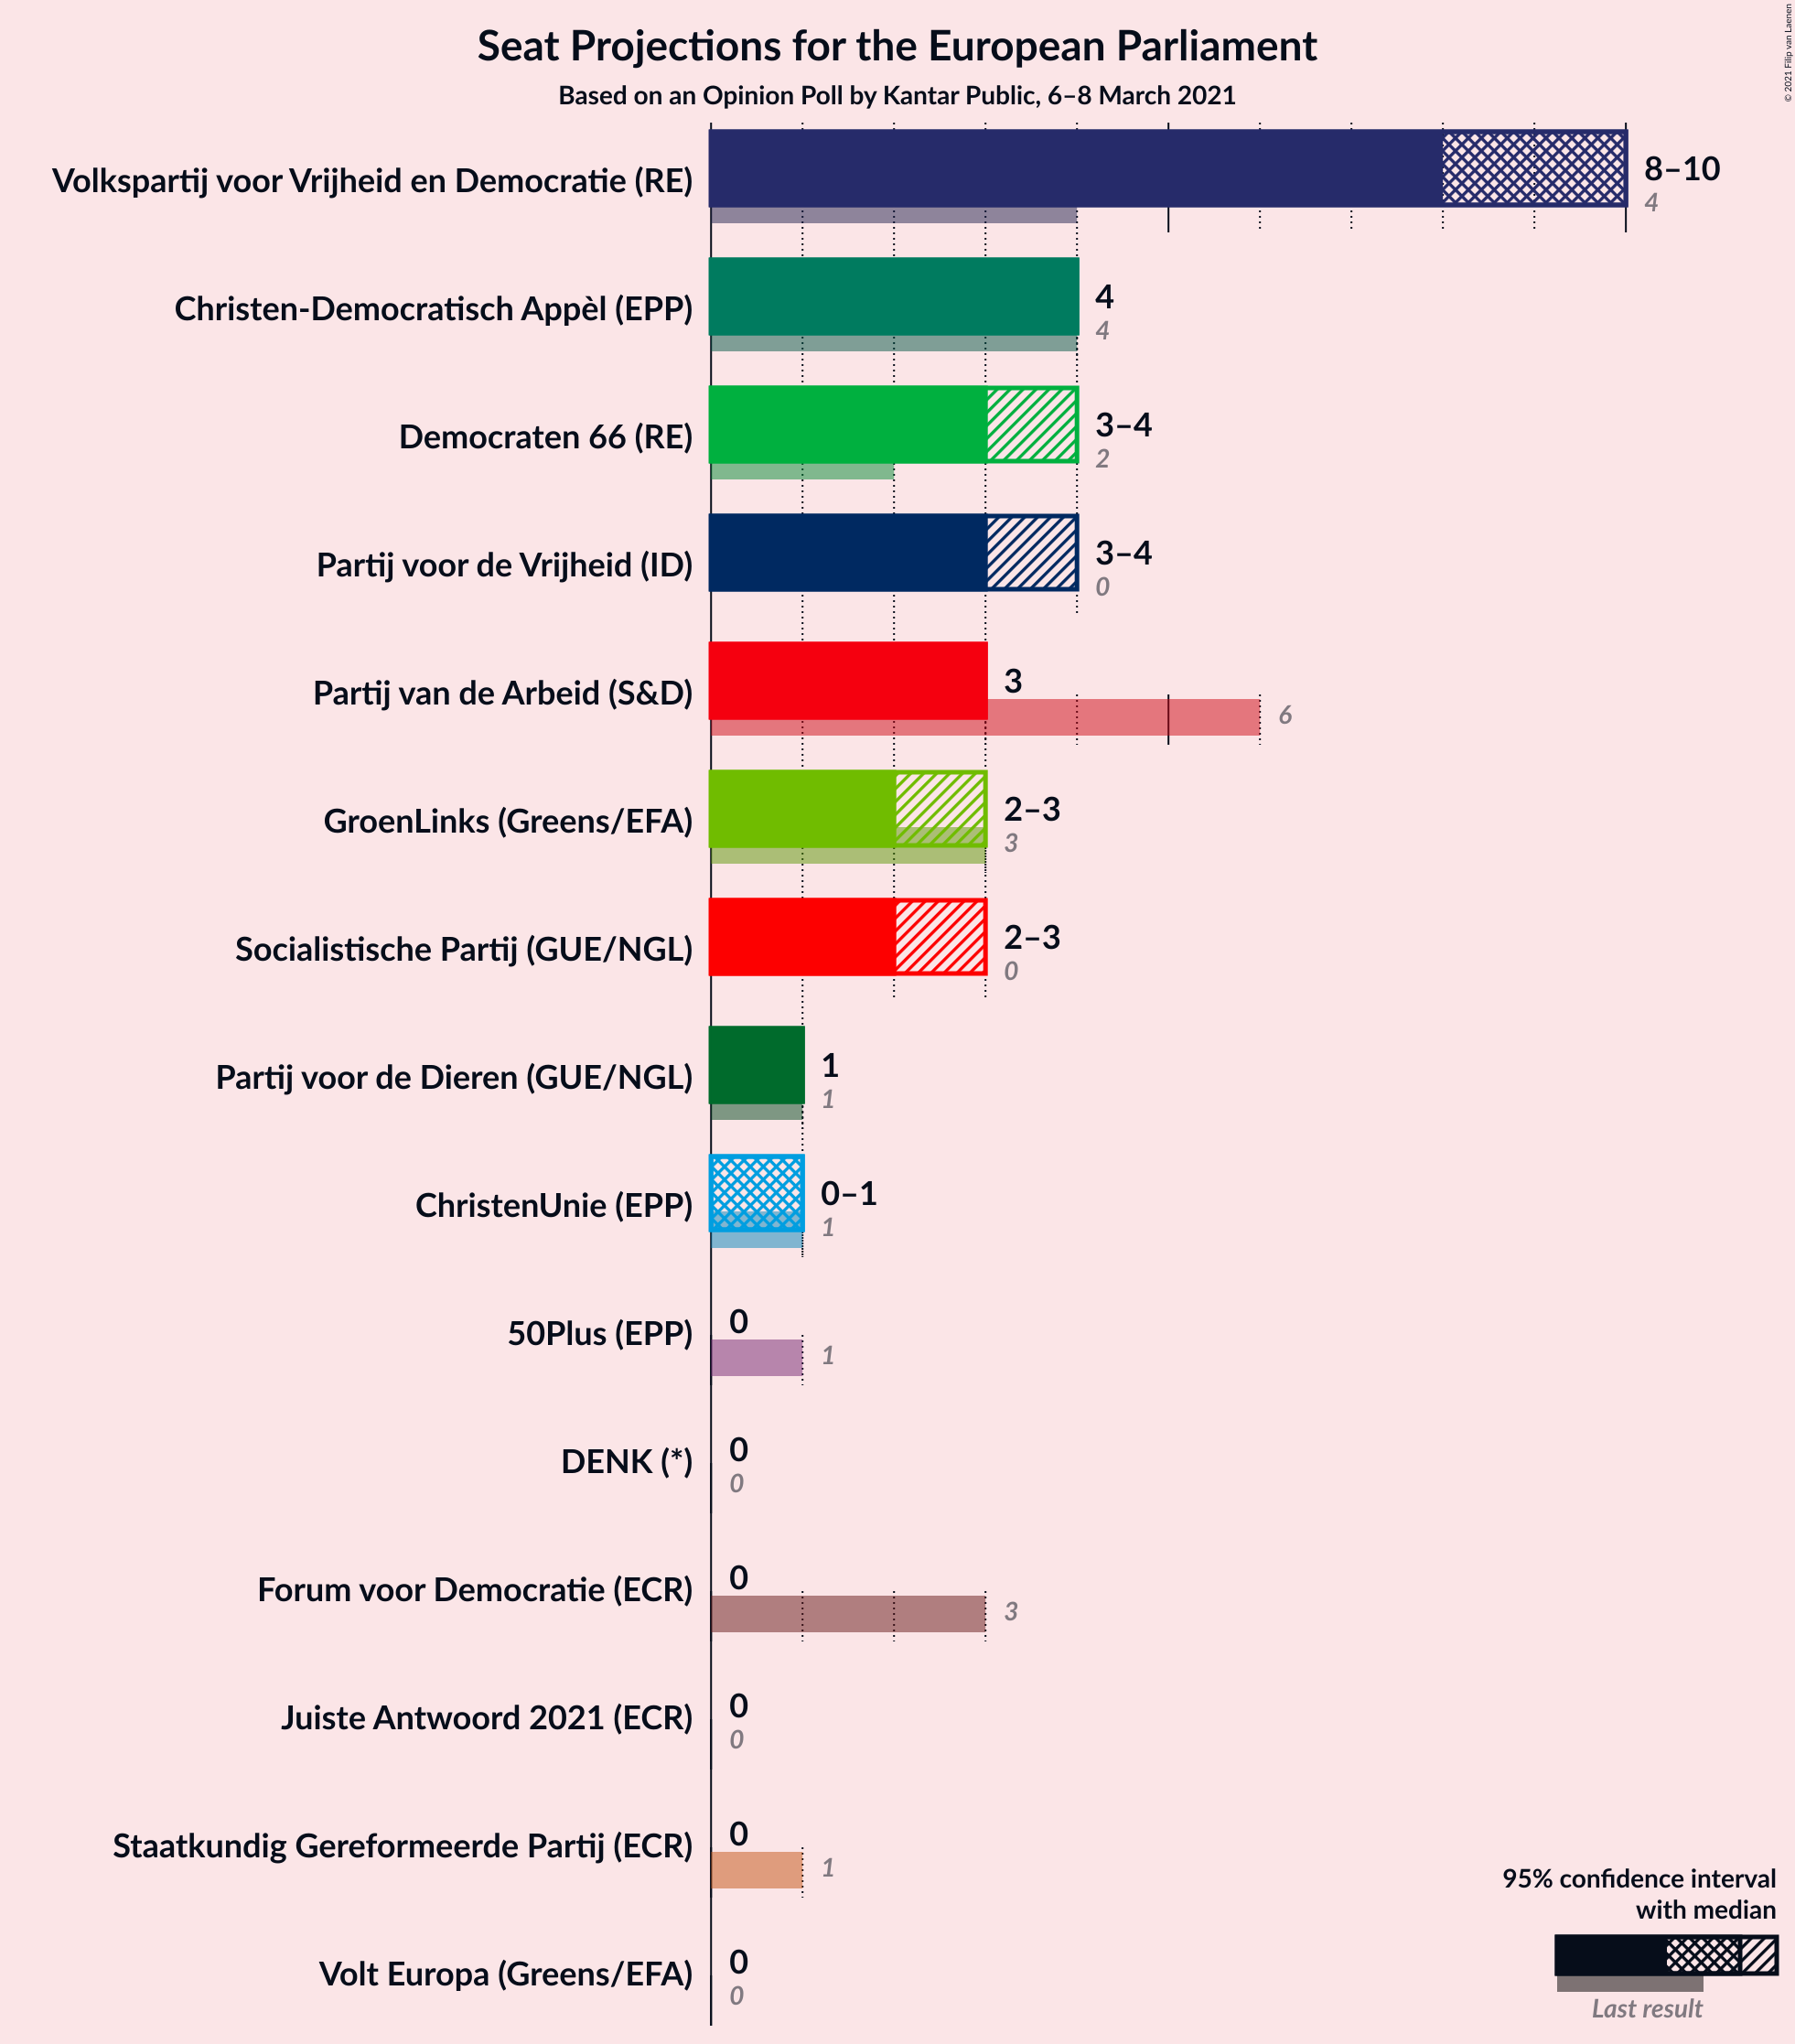 Seat Projections for the European Parliament
Based on an Opinion Poll by Kantar Public, 6–8 March 2021
© 2021 Filip van Laenen
Volkspartij voor Vrijheid en Democratie (RE)
8–10
4
Christen-Democratisch Appèl (EPP)
4
4
Democraten 66 (RE)
3–4
2
Partij voor de Vrijheid (ID)
3–4
0
Partij van de Arbeid (S&D)
3
6
GroenLinks (Greens/EFA)
2–3
3
Socialistische Partij (GUE/NGL)
2–3
0
Partij voor de Dieren (GUE/NGL)
1
1
ChristenUnie (EPP)
0–1
1
50Plus (EPP)
0
1
DENK (*)
0
0
Forum voor Democratie (ECR)
0
3
Juiste Antwoord 2021 (ECR)
0
0
Staatkundig Gereformeerde Partij (ECR)
0
1
Volt Europa (Greens/EFA)
0
0
95% confidence interval
with median
Last result